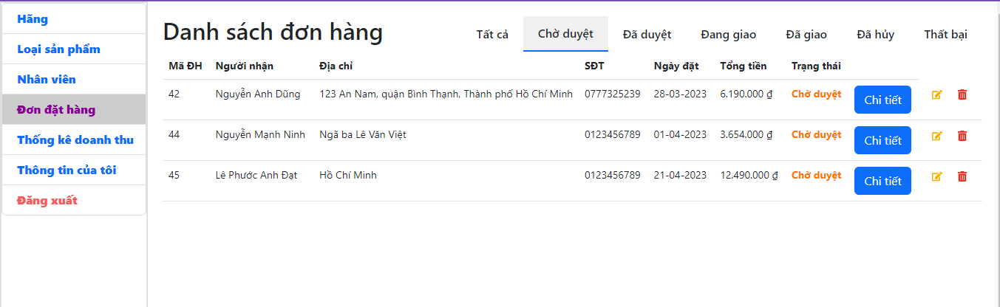 Hãng
Loại sản phẩm
Nhân viên
Đơn đặt hàng
Thống kê doanh thu
Thông tin của tôi
Đăng xuất
Danh sách đơn hàng
Tất cả Chờ duyệt Đã duyệt Đang giao Đã giao Đã hủy Thất bại
Mã ĐH Người nhận Địa chỉ SĐT Ngày đặt Tổng tiền Trạng thái
42 Nguyễn Anh Dũng 123 An Nam, quận Bình Thạnh, Thành phố Hồ Chí Minh 0777325239 28-03-2023 6.190.000 ₫ Chờ duyệt Chi tiết
44 Nguyễn Mạnh Ninh Ngã ba Lê Văn Việt 0123456789 01-04-2023 3.654.000 ₫ Chờ duyệt Chi tiết
45 Lê Phước Anh Đạt Hồ Chí Minh 0123456789 21-04-2023 12.490.000 ₫ Chờ duyệt Chi tiết